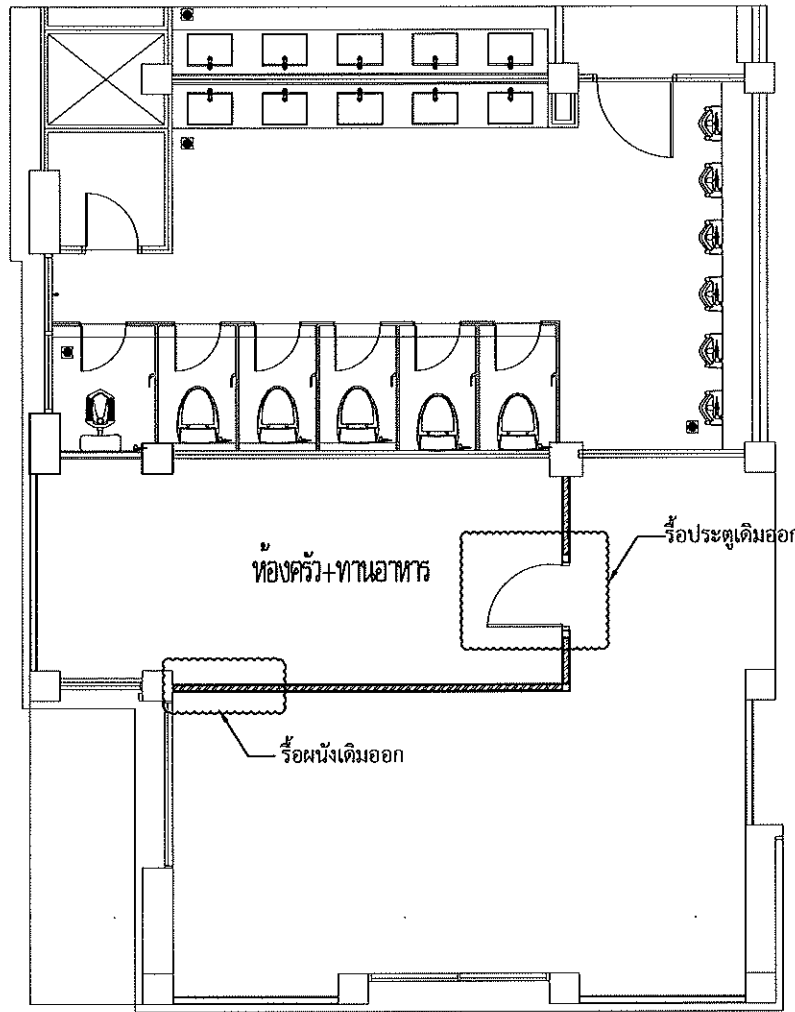 รื้อประตูเดิมออก
ห้องครัว+ทานอาหาร
รื้อผนังเดิมออก